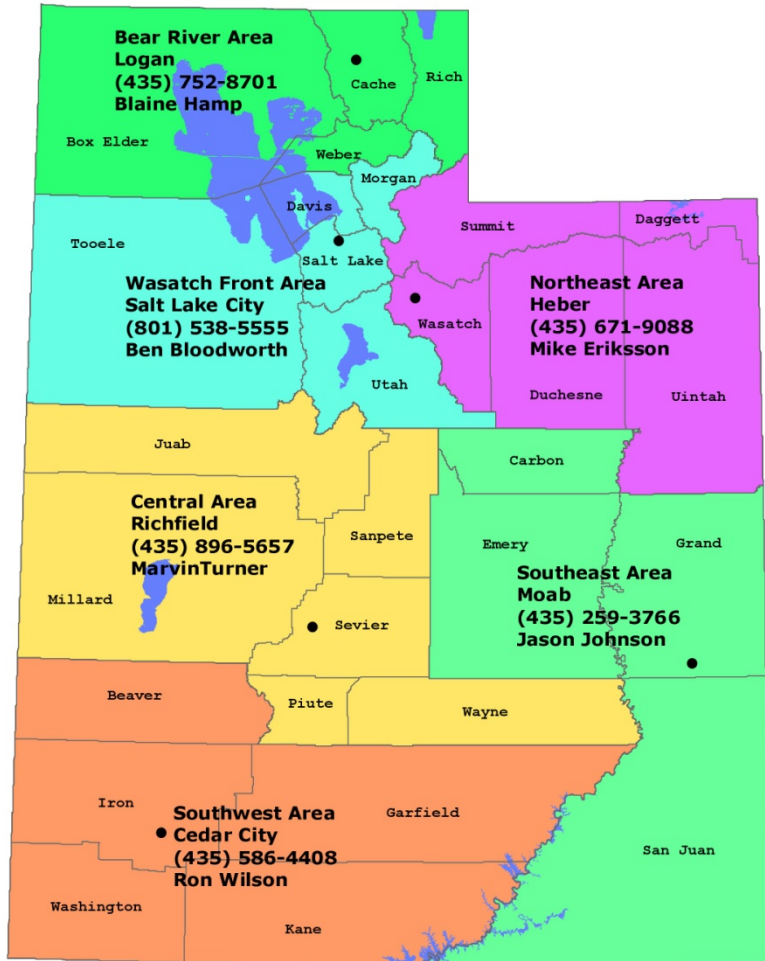 Bear River Area
Logan
(435) 752-8701
Blaine Hamp
Cache
Rich
Box Elder
Weber
Morgan
Davis
Summit
Daggett
Tooele
Salt Lake
Wasatch Front Area
Salt Lake City
(801) 538-5555
Ben Bloodworth
Northeast Area
Heber
(435) 671-9088
Mike Eriksson
Wasatch
Utah
Duchesne
Uintah
Juab
Carbon
Central Area
Richfield
(435) 896-5657
MarvinTurner
Sanpete
Emery
Grand
Southeast Area
Moab
(435) 259-3766
Jason Johnson
Millard
Sevier
Beaver
Piute
Wayne
Iron
Garfield
Southwest Area
Cedar City
(435) 586-4408
Ron Wilson
San Juan
Washington
Kane